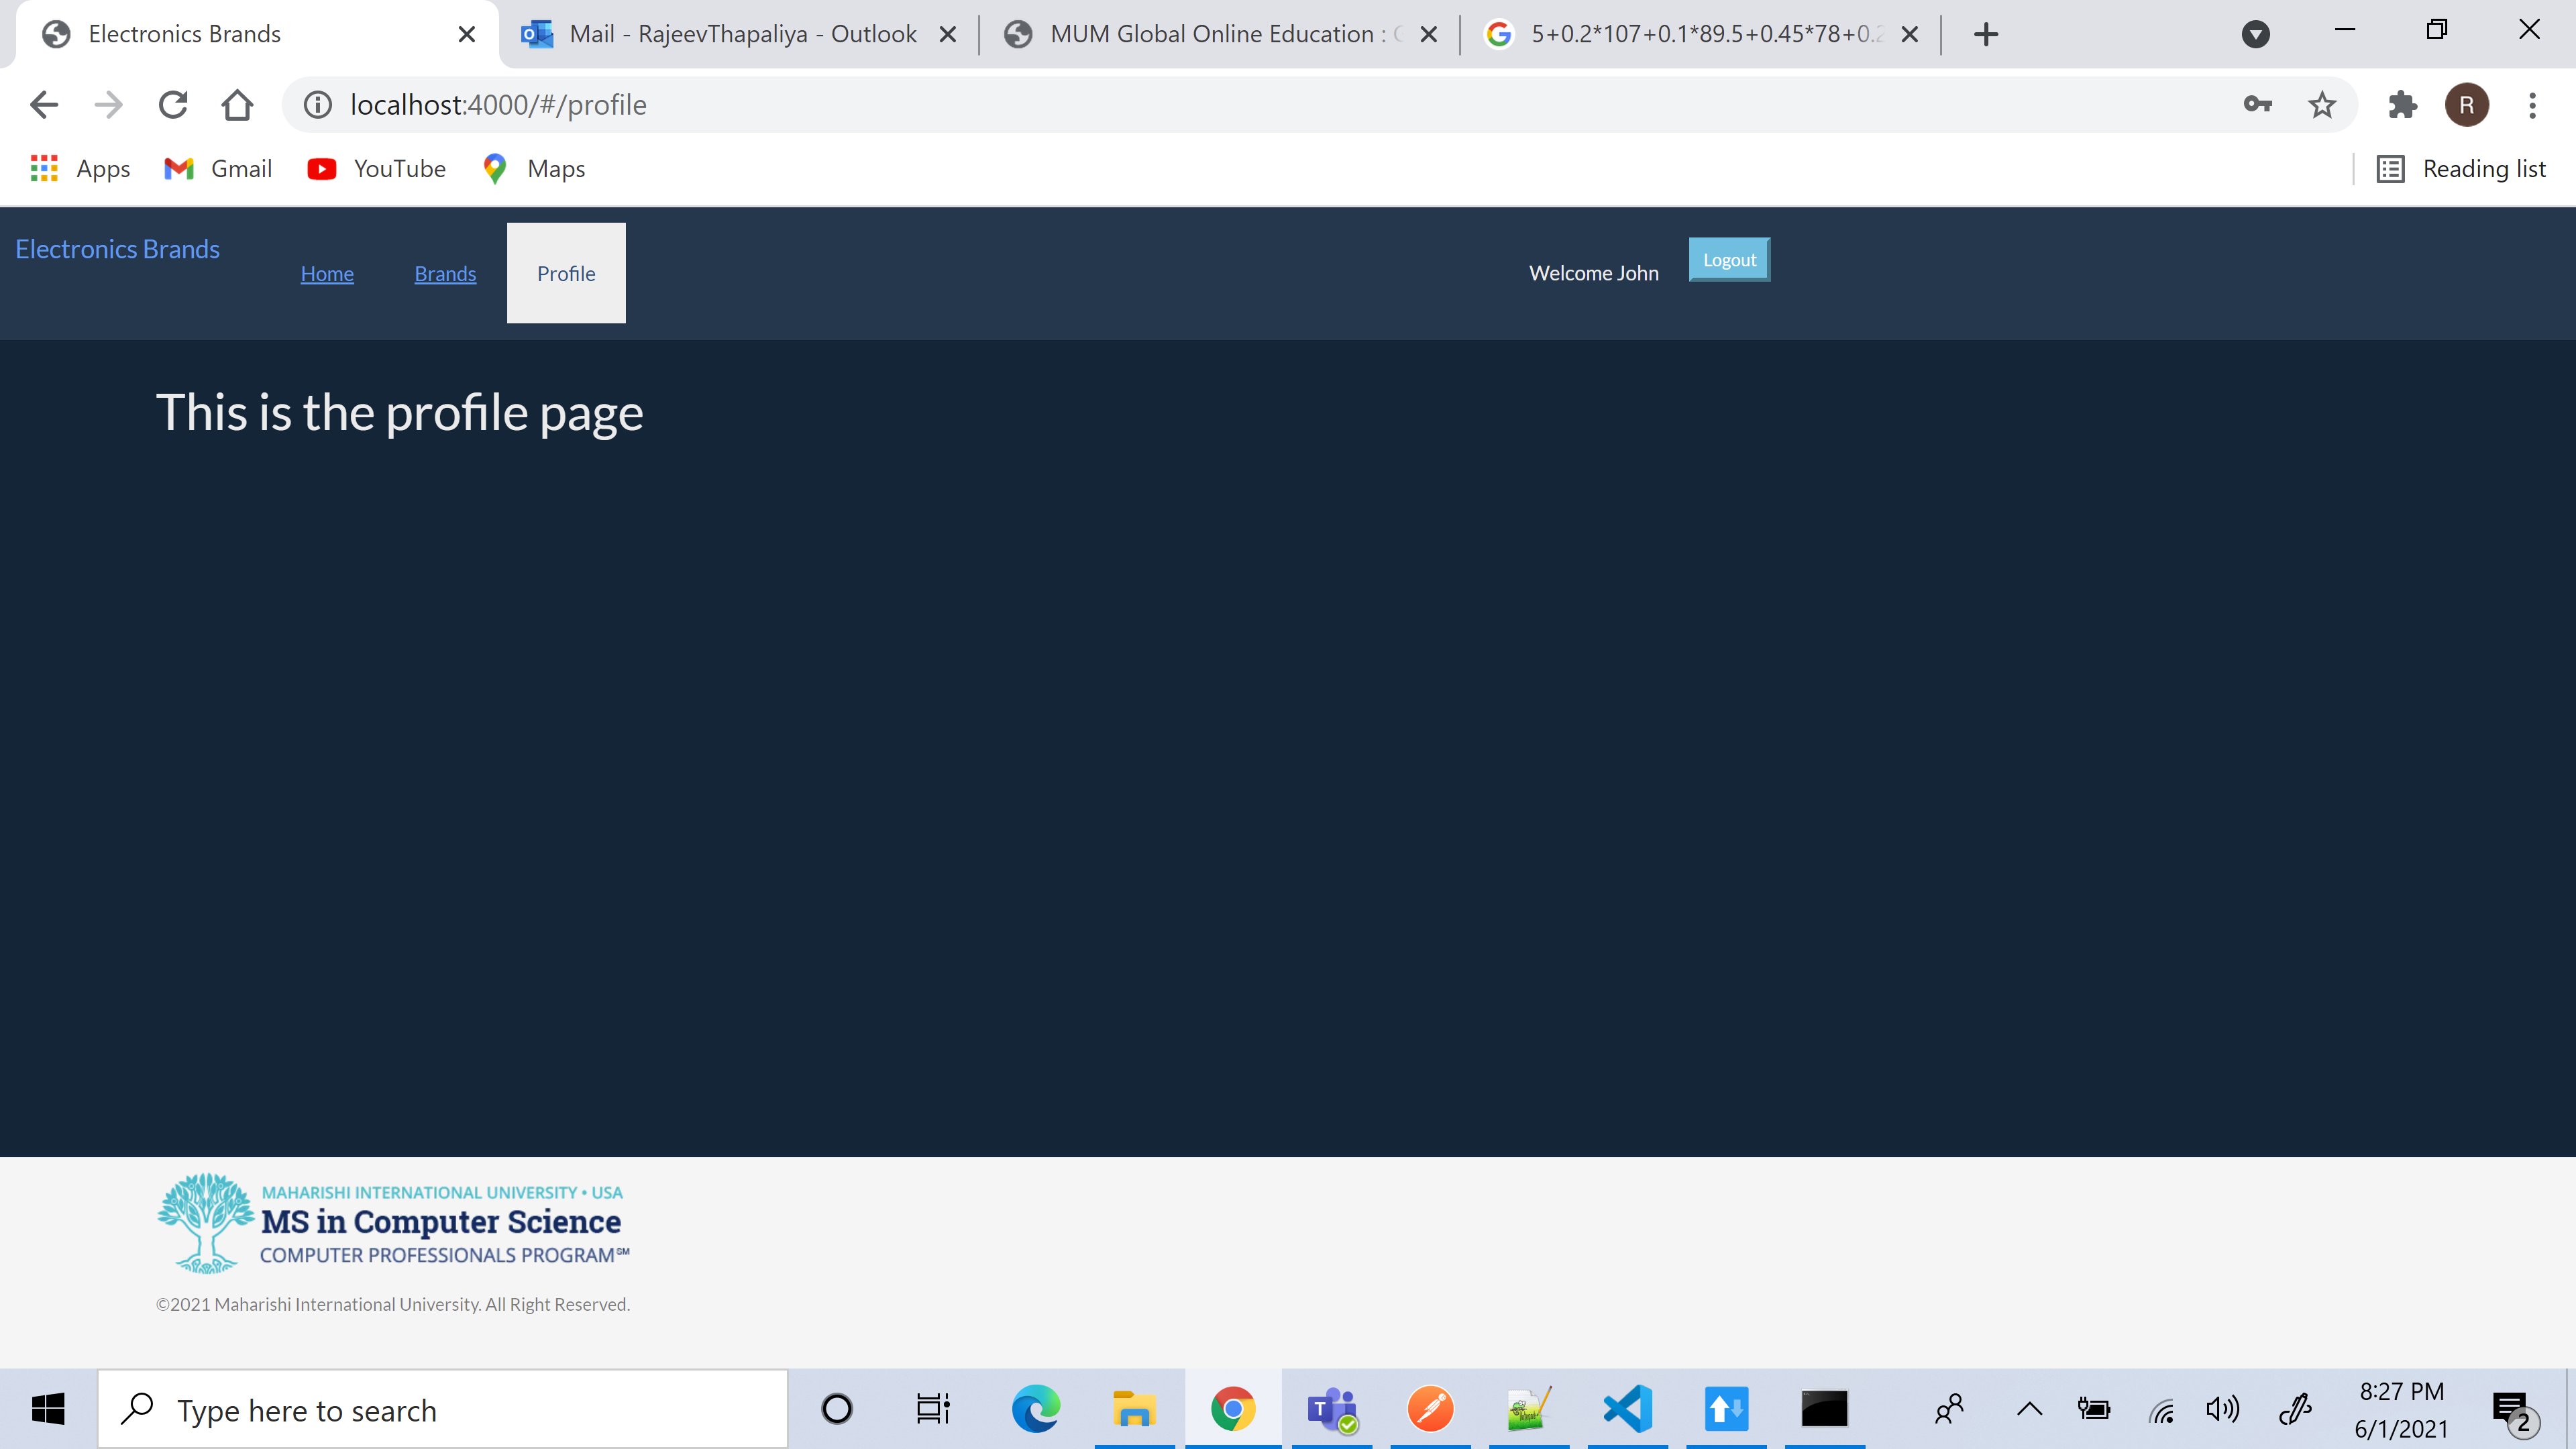 Electronics Brands
Mail - RajeevThapaliya - Outlook
MUM Global Online Education :
5+0.2*107+0.1*89.5+0.45*78+0.2
localhost:4000/#/profile
R
Apps
Gmail
YouTube
Maps
Reading list
Electronics Brands
Home
Brands
Profile
Welcome John
Logout
This is the profile page
MAHARISHI INTERNATIONAL UNIVERSITY • USA
MS in Computer Science
COMPUTER PROFESSIONALS PROGRAM℠
©2021 Maharishi International University. All Right Reserved.
Type here to search
T
8:27 PM
6/1/2021
2